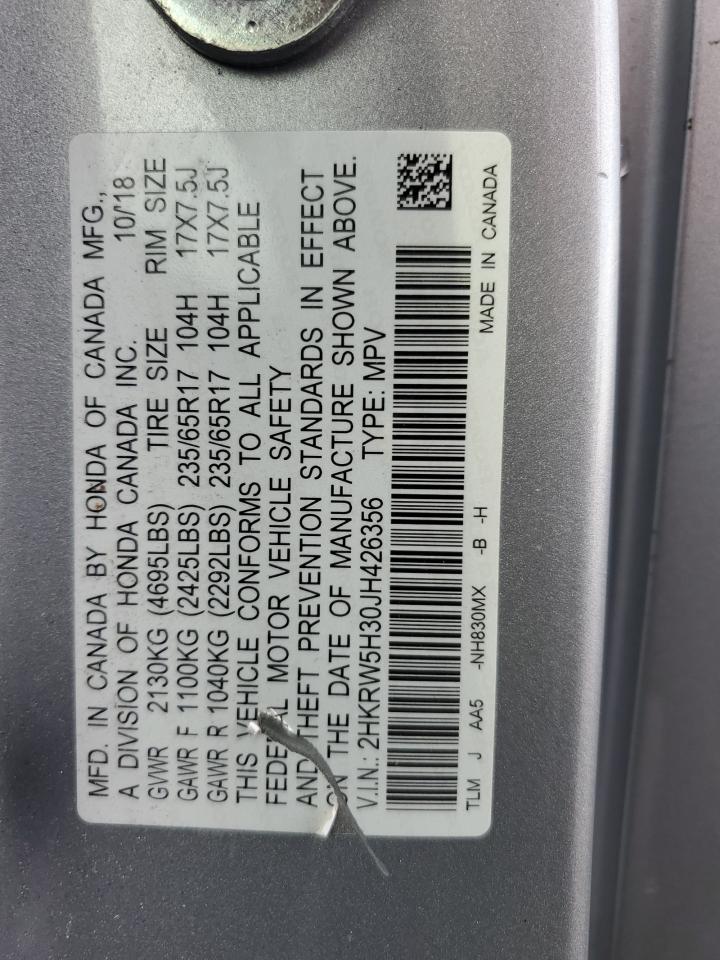 MFD. IN CANADA BY HONDA OF CANADA MFG.,
A DIVISION OF HONDA CANADA INC. 10/'18
GVWR 2130KG (4695LBS) TIRE SIZE RIM SIZE
GAWR F 1100KG (2425LBS) 235/65R17 104H 17X7.5J
GAWR R 1040KG (2292LBS) 235/65R17 104H 17X7.5J
THIS VEHICLE CONFORMS TO ALL APPLICABLE
FEDERAL MOTOR VEHICLE SAFETY
AND THEFT PREVENTION STANDARDS IN EFFECT
ON THE DATE OF MANUFACTURE SHOWN ABOVE.
V.I.N.: 2HKRW5H30JH426356 TYPE: MPV
TLM J AA5 -NH830MX -B -H MADE IN CANADA